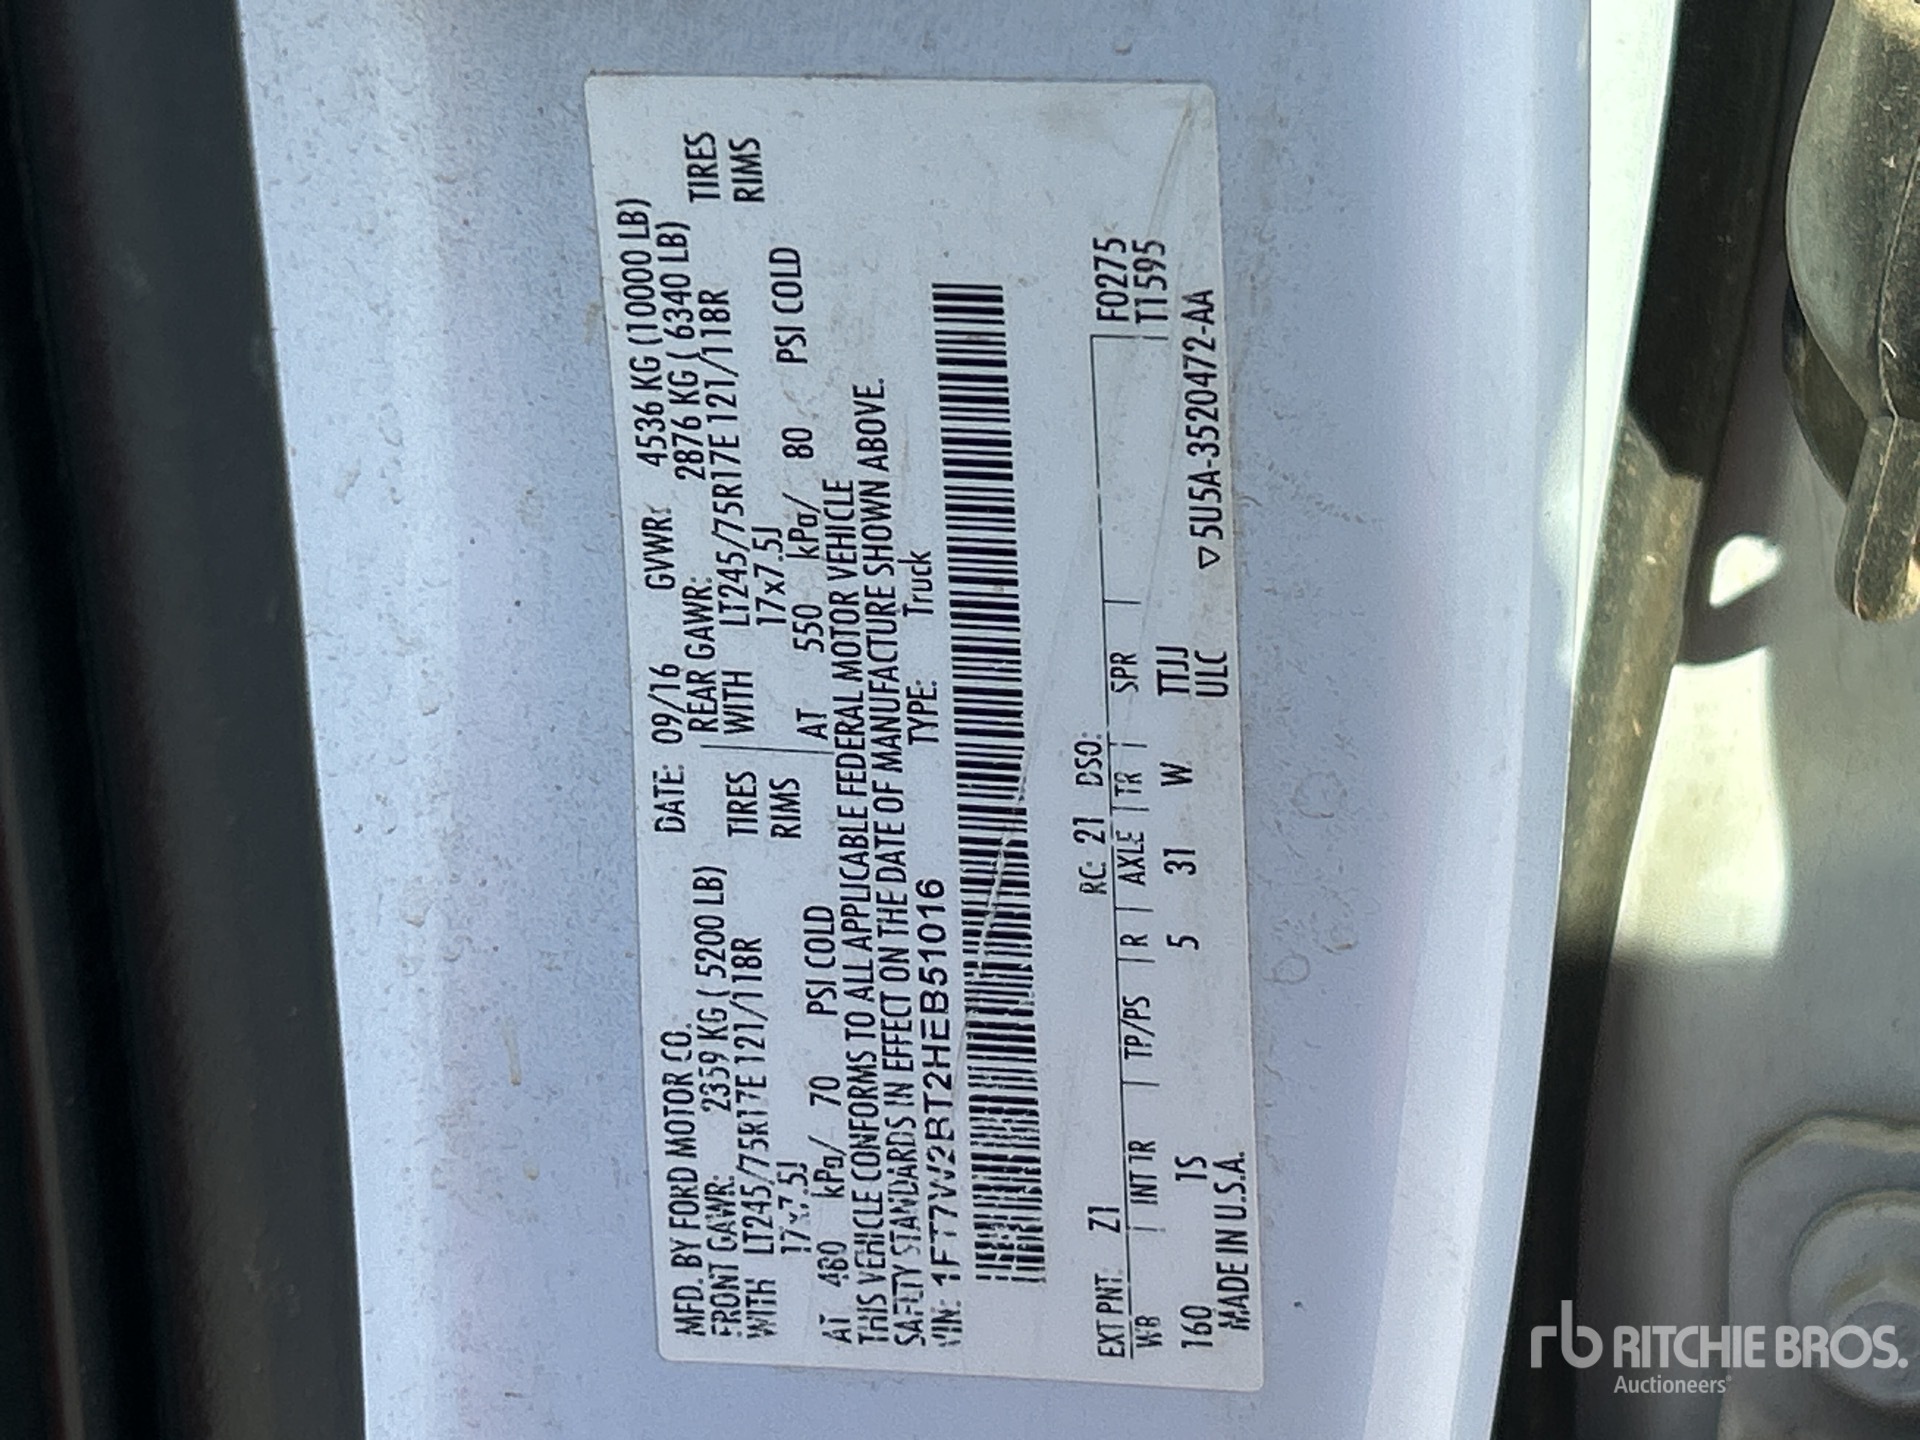 MFD. BY FORD MOTOR CO. DATE: 09/16 GVWR: 4536 KG (10000 LB)
FRONT GAWR: 2359 KG ( 5200 LB) REAR GAWR: 2876 KG ( 6340 LB)
WITH LT245/75R17E 121/118R TIRES WITH LT245/75R17E 121/118R TIRES
17x7.5J RIMS 17x7.5J RIMS
AT 480 kPa/ 70 PSI COLD AT 550 kPa/ 80 PSI COLD
THIS VEHICLE CONFORMS TO ALL APPLICABLE FEDERAL MOTOR VEHICLE
SAFETY STANDARDS IN EFFECT ON THE DATE OF MANUFACTURE SHOWN ABOVE.
VIN: 1FT7W2BT2HEB51016 TYPE: Truck
EXT PNT: Z1 RC: 21 DSO: F0275
WB INT TR TP/PS R AXLE TR SPR T1595
160 TS 5 31 W TTJJ
MADE IN U.S.A. ULC ▽5U5A-3520472-AA
rb RITCHIE BROS.
Auctioneers